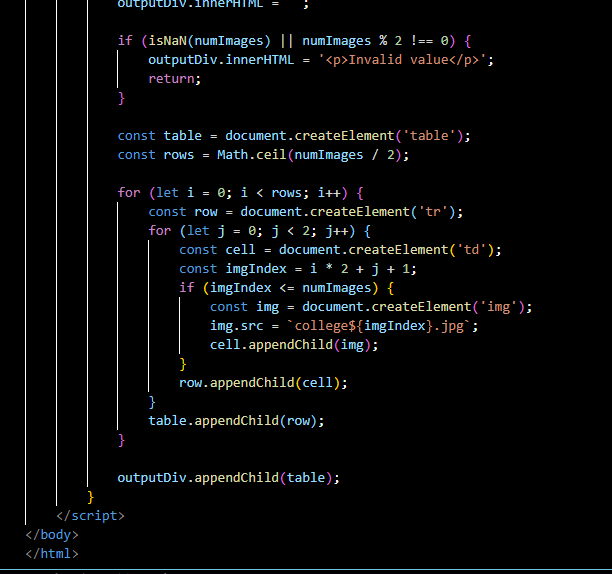 outputDiv.innerHTML = '';
if (isNaN(numImages) || numImages % 2 !== 0) {
outputDiv.innerHTML = '<p>Invalid value</p>';
return;
}
const table = document.createElement('table');
const rows = Math.ceil(numImages / 2);
for (let i = 0; i < rows; i++) {
const row = document.createElement('tr');
for (let j = 0; j < 2; j++) {
const cell = document.createElement('td');
const imgIndex = i * 2 + j + 1;
if (imgIndex <= numImages) {
const img = document.createElement('img');
img.src = `college${imgIndex}.jpg`;
cell.appendChild(img);
}
row.appendChild(cell);
}
table.appendChild(row);
}
outputDiv.appendChild(table);
}
</script>
</body>
</html>